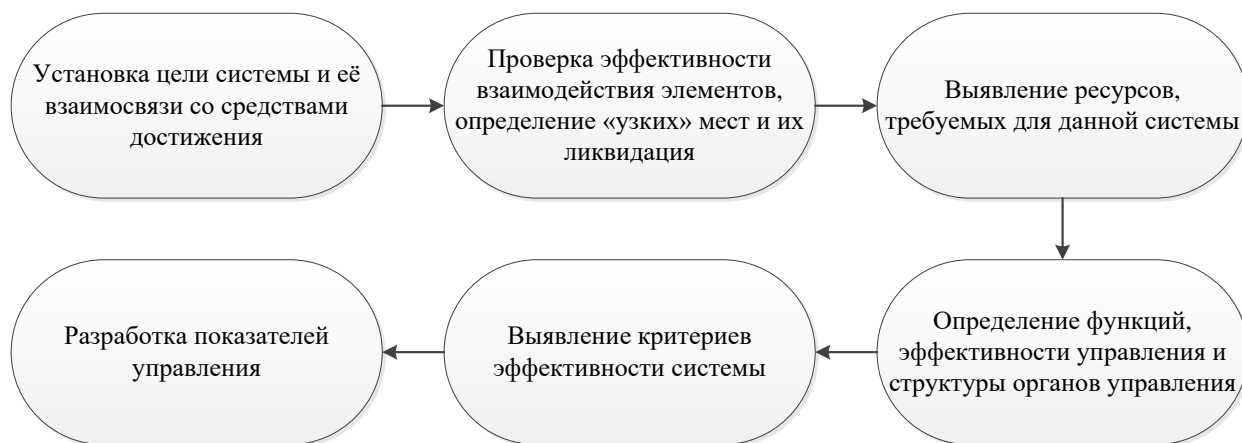 Установка цели системы и её
взаимосвязи со средствами
достижения
Проверка эффективности
взаимодействия элементов,
определение «узких» мест и их
ликвидация
Выявление ресурсов,
требуемых для данной системы
Определение функций,
эффективности управления и
структуры органов управления
Выявление критериев
эффективности системы
Разработка показателей
управления